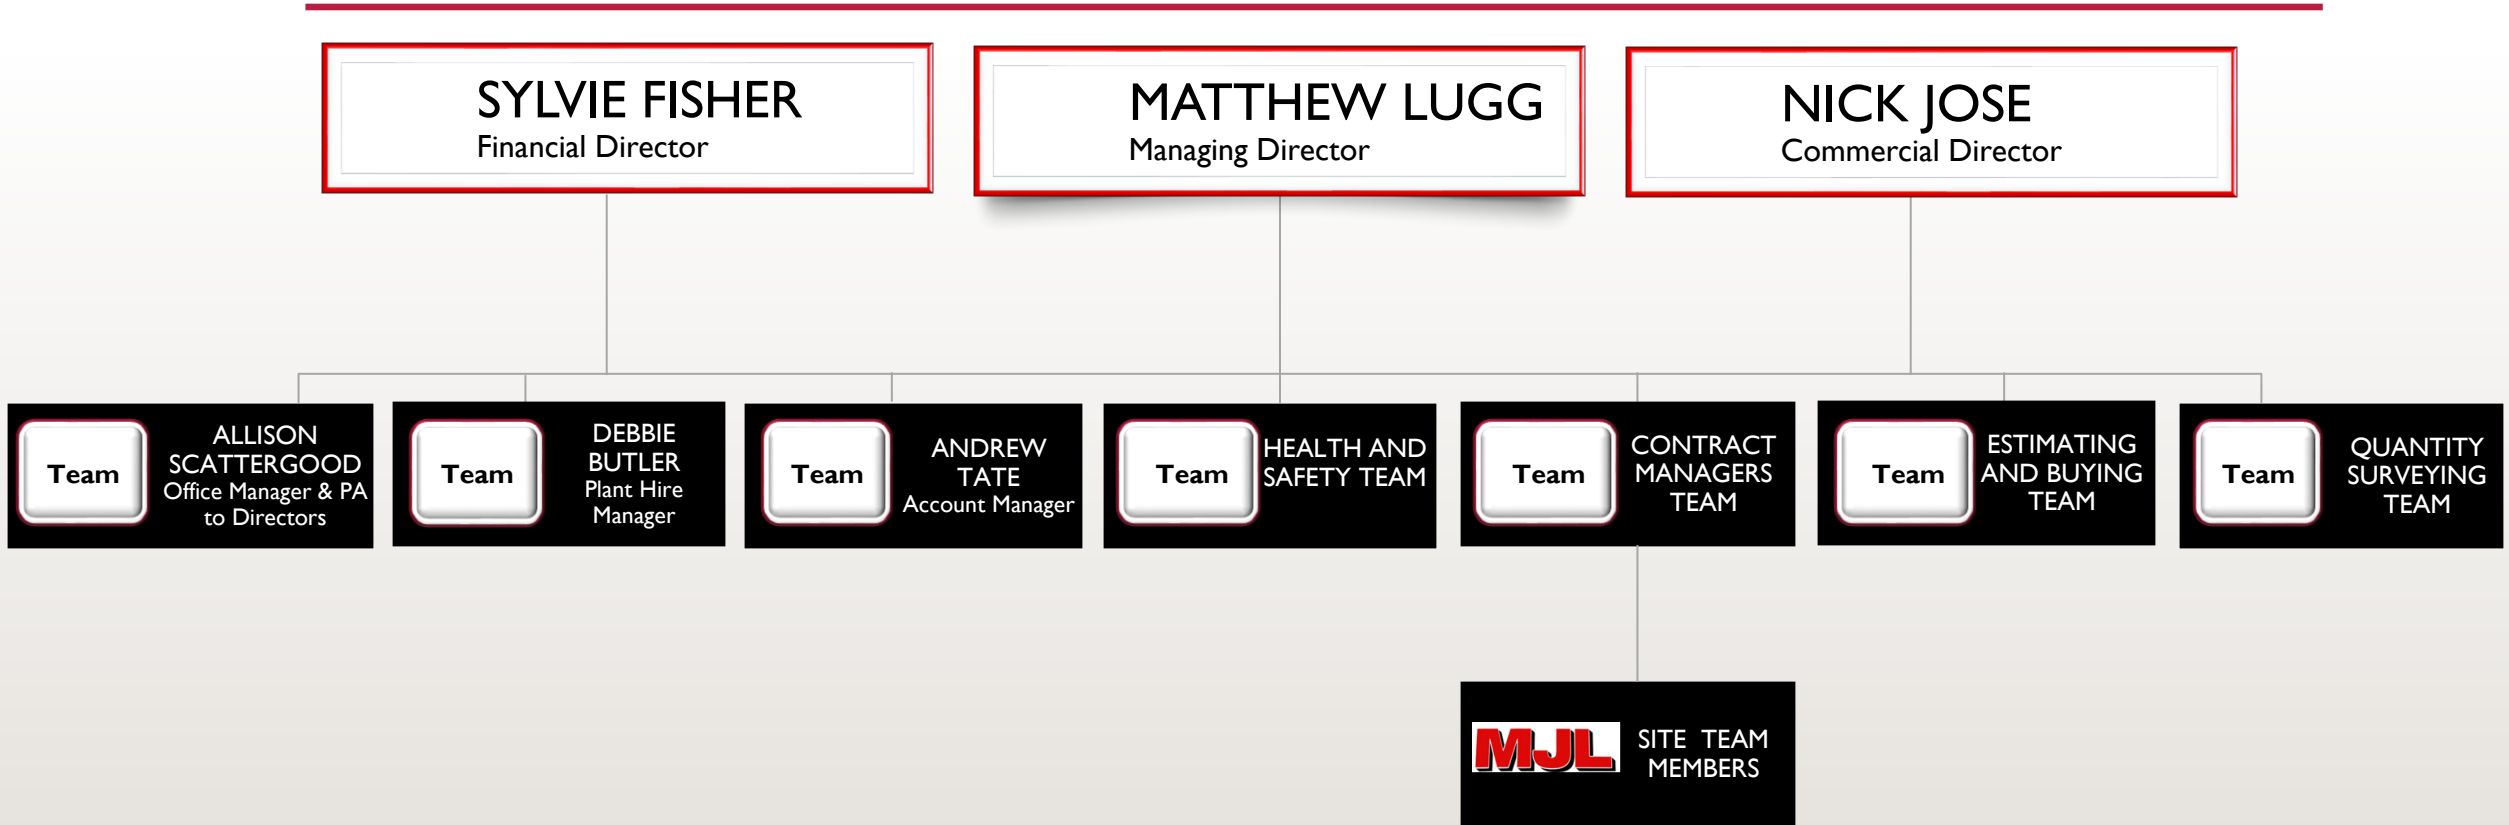 SYLVIE FISHER
Financial Director
MATTHEW LUGG
Managing Director
NICK JOSE
Commercial Director
Team
ALLISON
SCATTERGOOD
Office Manager & PA
to Directors
Team
DEBBIE
BUTLER
Plant Hire
Manager
Team
ANDREW
TATE
Account Manager
Team
HEALTH AND
SAFETY TEAM
Team
CONTRACT
MANAGERS
TEAM
Team
ESTIMATING
AND BUYING
TEAM
Team
QUANTITY
SURVEYING
TEAM
MJL
SITE TEAM
MEMBERS